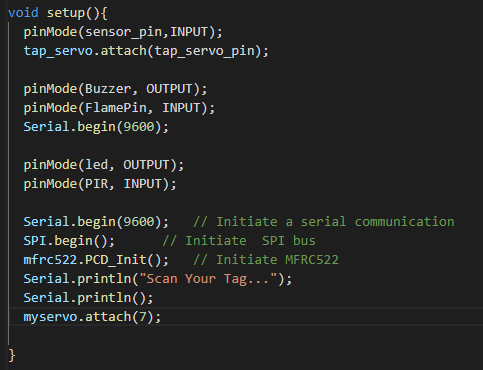 void setup(){
  pinMode(sensor_pin,INPUT);
  tap_servo.attach(tap_servo_pin);
  pinMode(Buzzer, OUTPUT);
  pinMode(FlamePin, INPUT);
  Serial.begin(9600);
  pinMode(led, OUTPUT);
  pinMode(PIR, INPUT);
  Serial.begin(9600);   // Initiate a serial communication
  SPI.begin();      // Initiate  SPI bus
  mfrc522.PCD_Init();   // Initiate MFRC522
  Serial.println("Scan Your Tag...");
  Serial.println();
  myservo.attach(7);
}